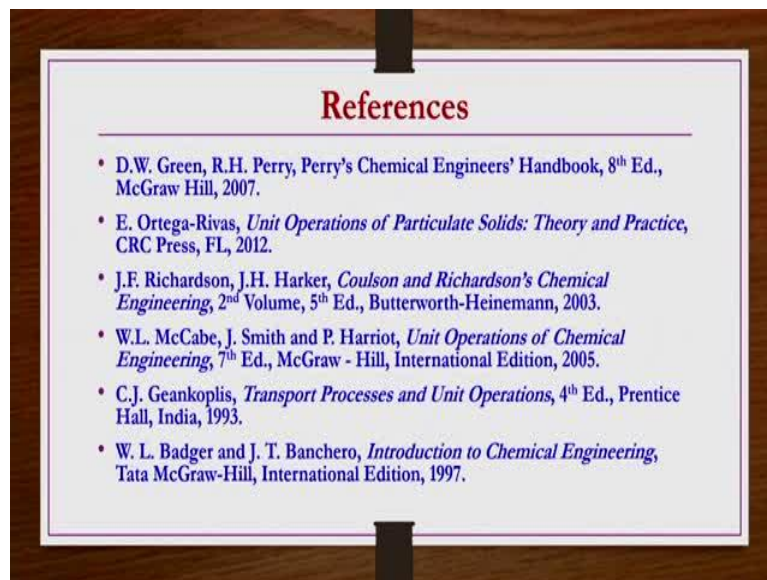 References
• D.W. Green, R.H. Perry, Perry's Chemical Engineers' Handbook, 8th Ed.,
McGraw Hill, 2007.
• E. Ortega-Rivas, Unit Operations of Particulate Solids: Theory and Practice,
CRC Press, FL, 2012.
• J.F. Richardson, J.H. Harker, Coulson and Richardson's Chemical
Engineering, 2nd Volume, 5th Ed., Butterworth-Heinemann, 2003.
• W.L. McCabe, J. Smith and P. Harriot, Unit Operations of Chemical
Engineering, 7th Ed., McGraw - Hill, International Edition, 2005.
• C.J. Geankoplis, Transport Processes and Unit Operations, 4th Ed., Prentice
Hall, India, 1993.
• W. L. Badger and J. T. Banchero, Introduction to Chemical Engineering,
Tata McGraw-Hill, International Edition, 1997.